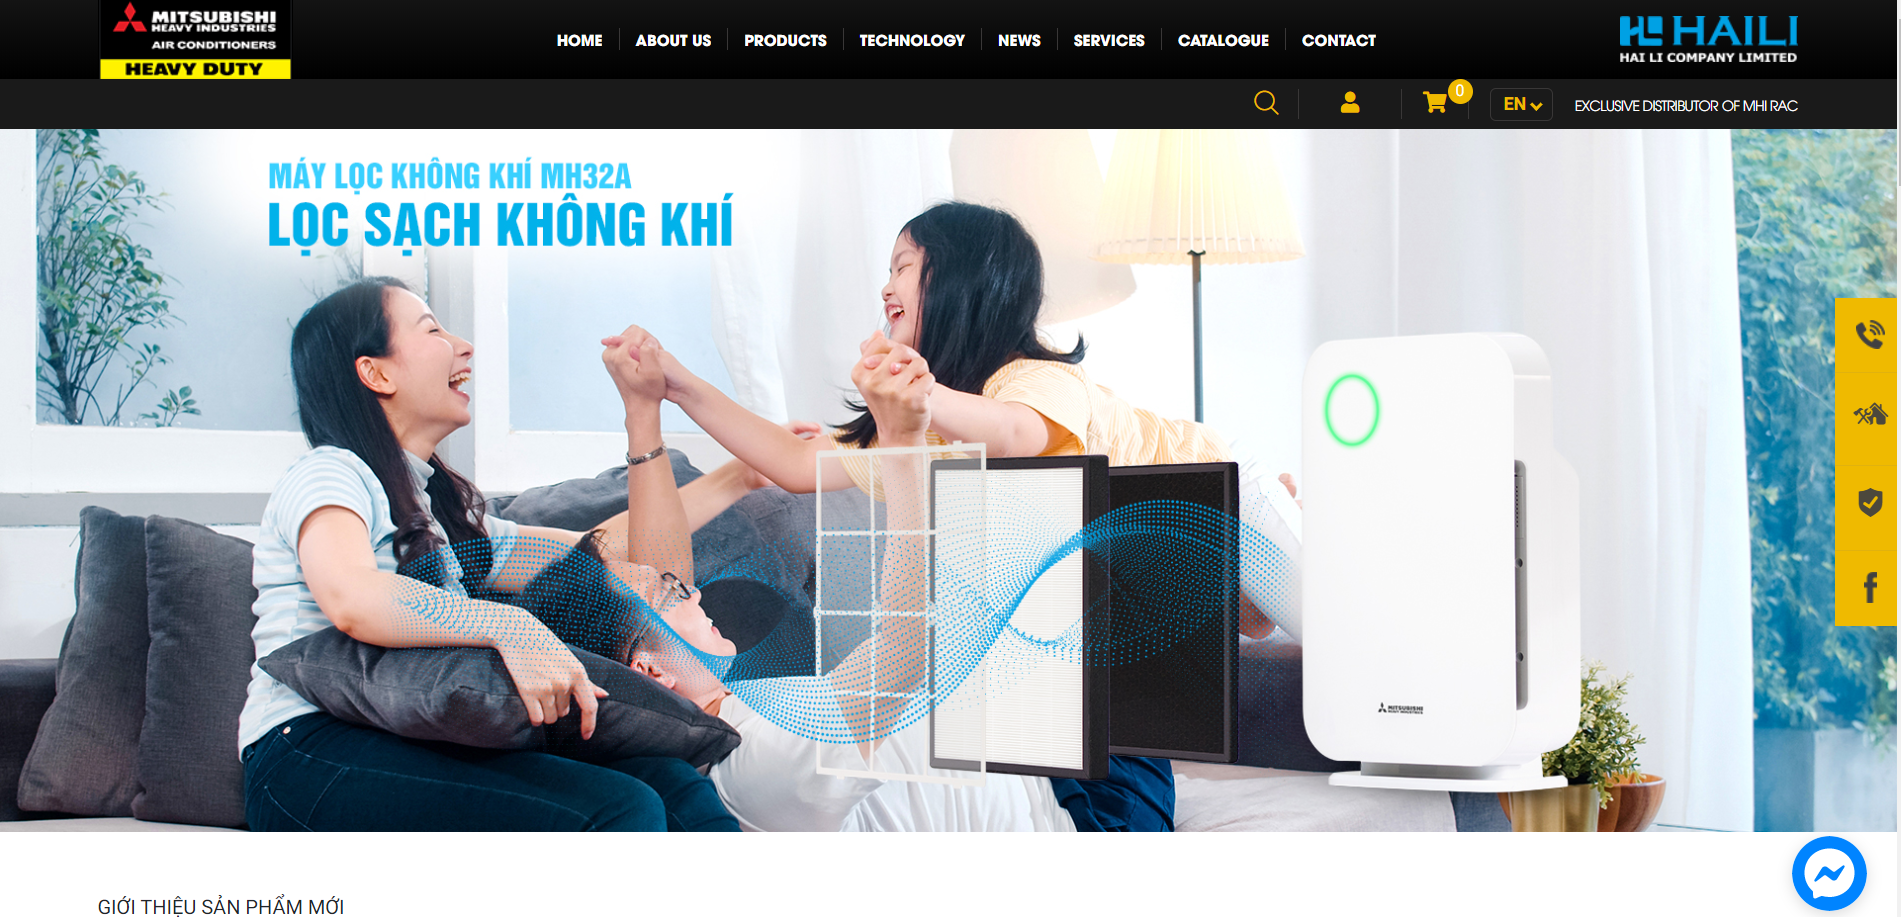 MITSUBISHI
HEAVY INDUSTRIES
AIR CONDITIONERS
HEAVY DUTY
HOME
ABOUT US
PRODUCTS
TECHNOLOGY
NEWS
SERVICES
CATALOGUE
CONTACT
HAILI
HAI LI COMPANY LIMITED
0
EN
EXCLUSIVE DISTRIBUTOR OF MHI RAC
MÁY LỌC KHÔNG KHÍ MH32A
LỌC SẠCH KHÔNG KHÍ
MITSUBISHI
HEAVY INDUSTRIES
GIỚI THIỆU SẢN PHẨM MỚI